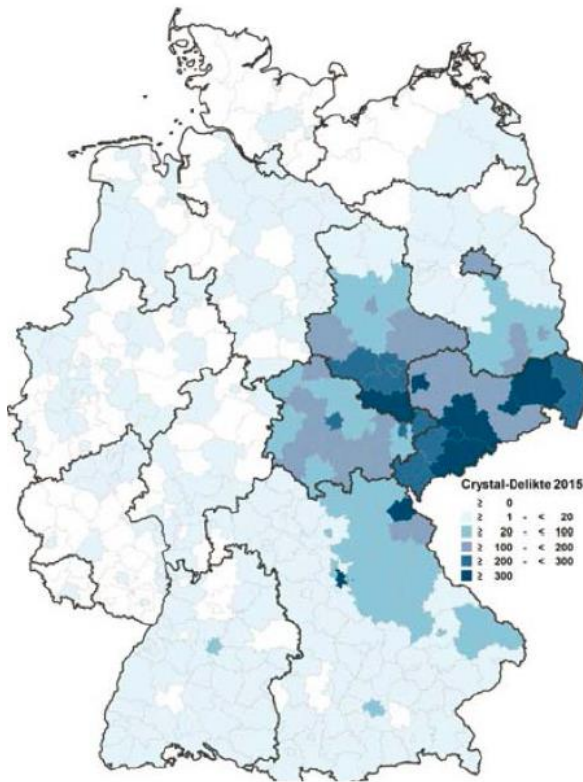 Crystal-Delikte 2015
≥ 0
≥ 1 - < 20
≥ 20 - < 100
≥ 100 - < 200
≥ 200 - < 300
≥ 300